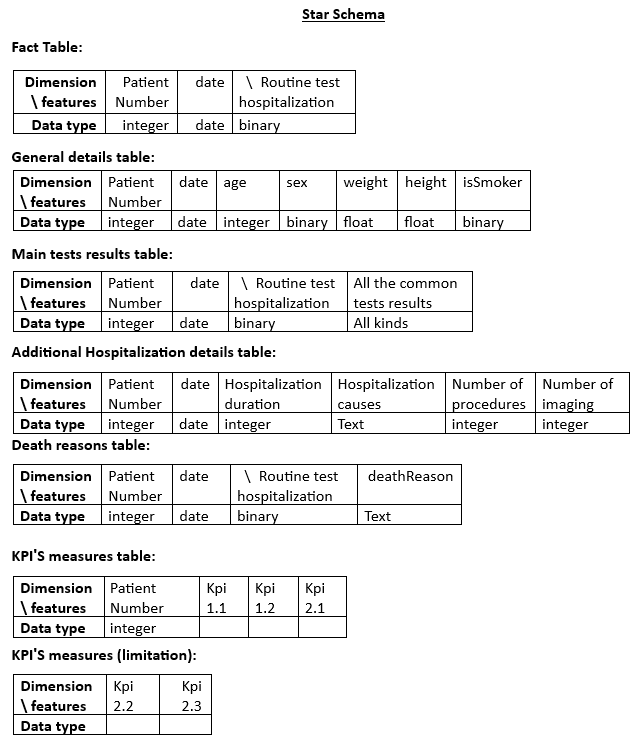 Star Schema
Fact Table:
Dimension Patient date \ Routine test
\ features Number hospitalization
Data type integer date binary
General details table:
Dimension Patient date age sex weight height isSmoker
\ features Number
Data type integer date integer binary float float binary
Main tests results table:
Dimension Patient date \ Routine test All the common
\ features Number hospitalization tests results
Data type integer date binary All kinds
Additional Hospitalization details table:
Dimension Patient date Hospitalization Hospitalization Number of Number of
\ features Number duration causes procedures imaging
Data type integer date integer Text integer integer
Death reasons table:
Dimension Patient date \ Routine test deathReason
\ features Number hospitalization
Data type integer date binary Text
KPI'S measures table:
Dimension Patient Kpi Kpi Kpi
\ features Number 1.1 1.2 2.1
Data type integer
KPI'S measures (limitation):
Dimension Kpi Kpi
\ features 2.2 2.3
Data type